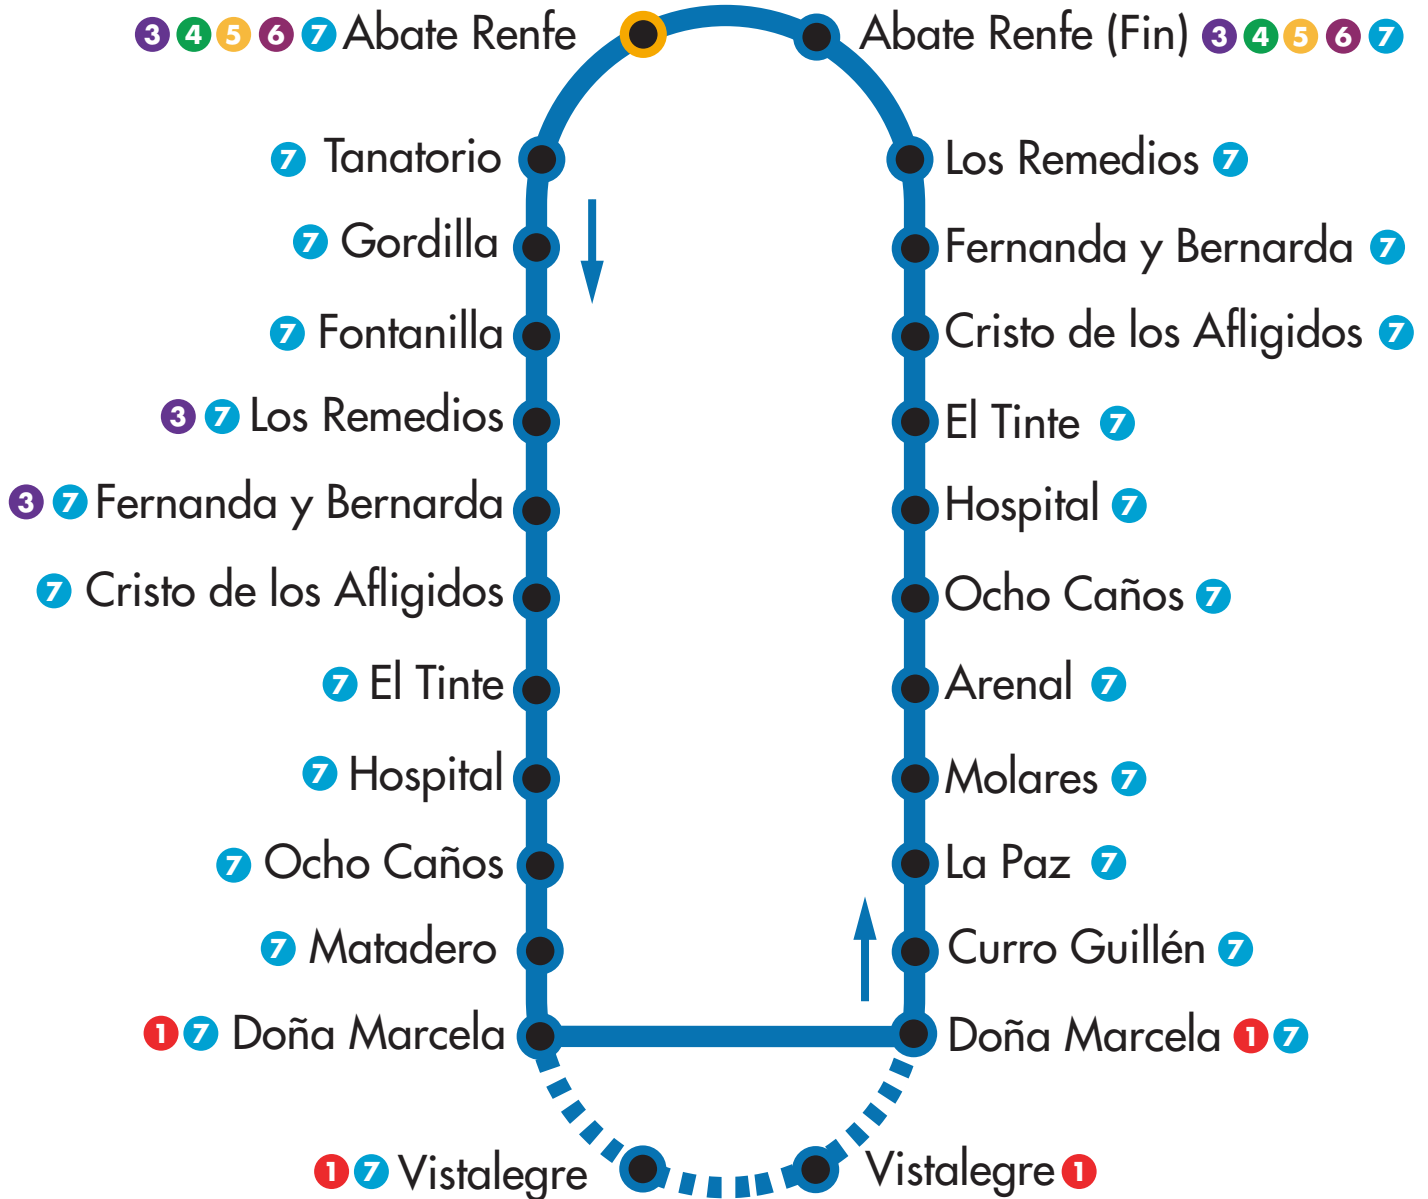 3 4 5 6 7 Abate Renfe
Abate Renfe (Fin) 3 4 5 6 7
7 Tanatorio
Los Remedios 7
7 Gordilla
Fernanda y Bernarda 7
7 Fontanilla
Cristo de los Afligidos 7
3 7 Los Remedios
El Tinte 7
3 7 Fernanda y Bernarda
Hospital 7
7 Cristo de los Afligidos
Ocho Caños 7
7 El Tinte
Arenal 7
7 Hospital
Molares 7
7 Ocho Caños
La Paz 7
7 Matadero
Curro Guillén 7
1 7 Doña Marcela
Doña Marcela 1 7
1 7 Vistalegre
Vistalegre 1